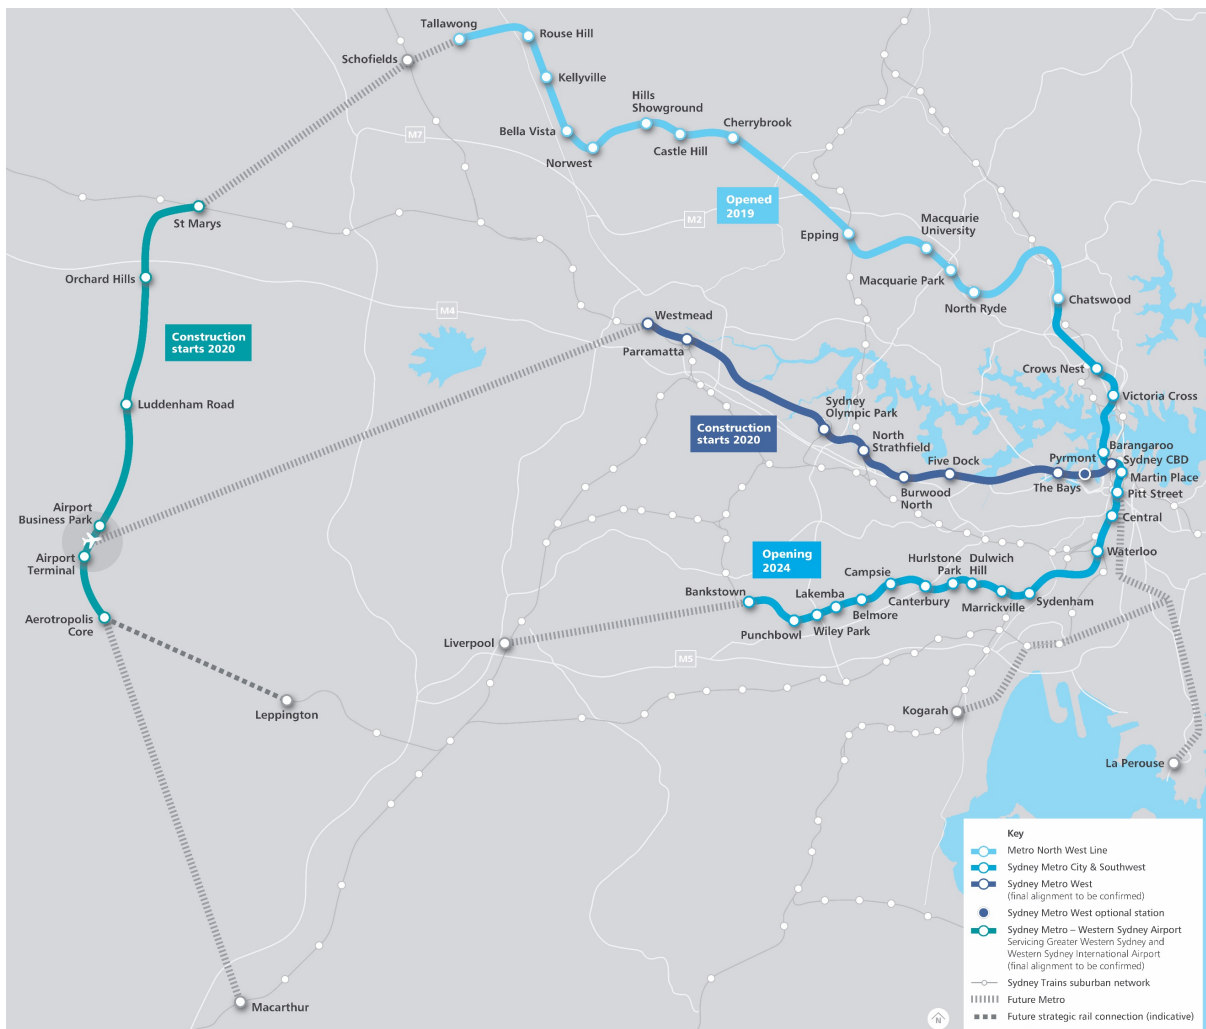 Tallawong
Rouse Hill
Schofields
Kellyville
Hills
Showground
Cherrybrook
M7
Bella Vista
Norwest
Castle Hill
Opened
2019
M2
St Marys
Epping
Macquarie
University
Macquarie Park
North Ryde
Orchard Hills
Chatswood
M4
Westmead
Parramatta
Construction
starts 2020
Crows Nest
Victoria Cross
Luddenham Road
Sydney
Olympic Park
Construction
starts 2020
North
Strathfield
Barangaroo
Five Dock
Pyrmont
Sydney CBD
Martin Place
Burwood
North
The Bays
Pitt Street
Airport
Business Park
Central
Airport
Terminal
Opening
2024
Waterloo
Hurlstone
Park
Dulwich
Hill
Campsie
Bankstown
Lakemba
Canterbury
Sydenham
Belmore
Marrickville
Aerotropolis
Core
Punchbowl
Wiley Park
Liverpool
M5
Leppington
Kogarah
La Perouse
Macarthur
Key
Metro North West Line
Sydney Metro City & Southwest
Sydney Metro West
(final alignment to be confirmed)
Sydney Metro West optional station
Sydney Metro – Western Sydney Airport
Servicing Greater Western Sydney and
Western Sydney International Airport
(final alignment to be confirmed)
Sydney Trains suburban network
Future Metro
Future strategic rail connection (indicative)
N